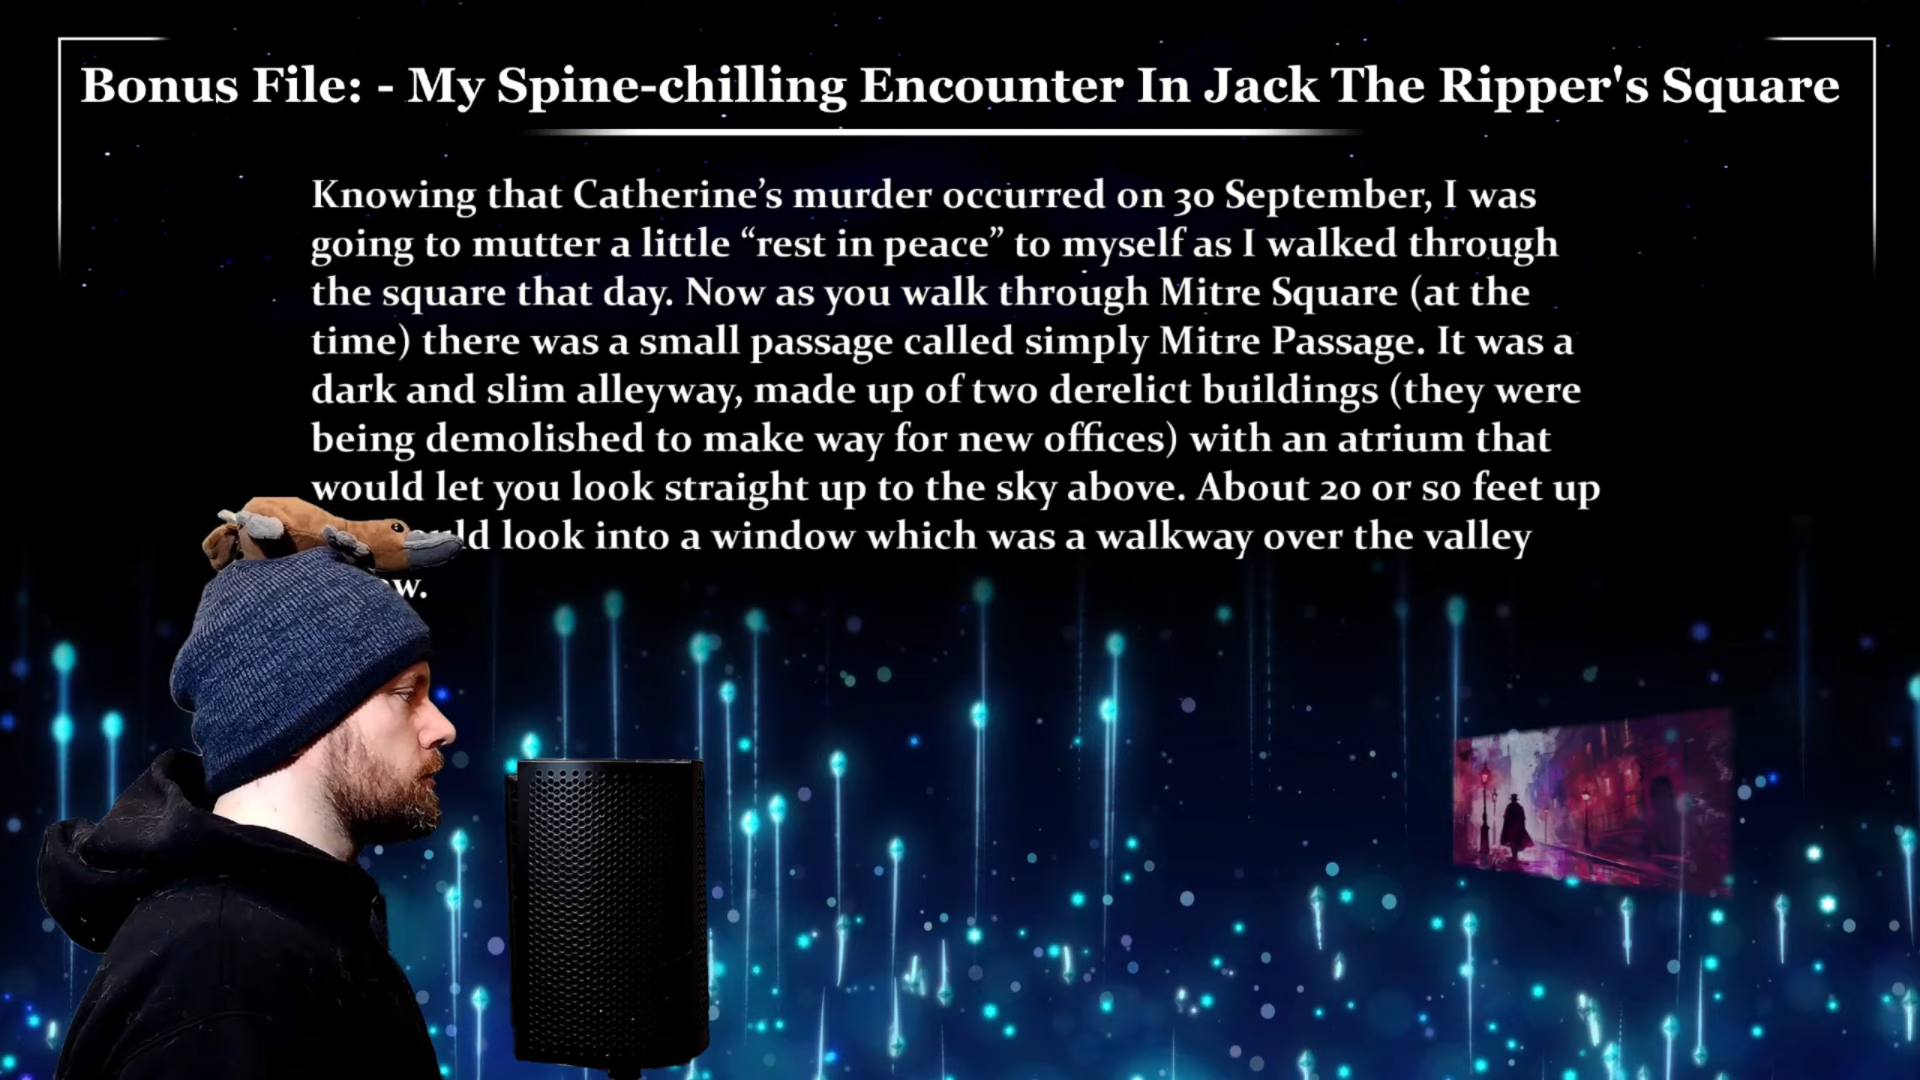 Bonus File: - My Spine-chilling Encounter In Jack The Ripper's Square
Knowing that Catherine’s murder occurred on 30 September, I was
going to mutter a little “rest in peace” to myself as I walked through
the square that day. Now as you walk through Mitre Square (at the
time) there was a small passage called simply Mitre Passage. It was a
dark and slim alleyway, made up of two derelict buildings (they were
being demolished to make way for new offices) with an atrium that
would let you look straight up to the sky above. About 20 or so feet up
look into a window which was a walkway over the valley